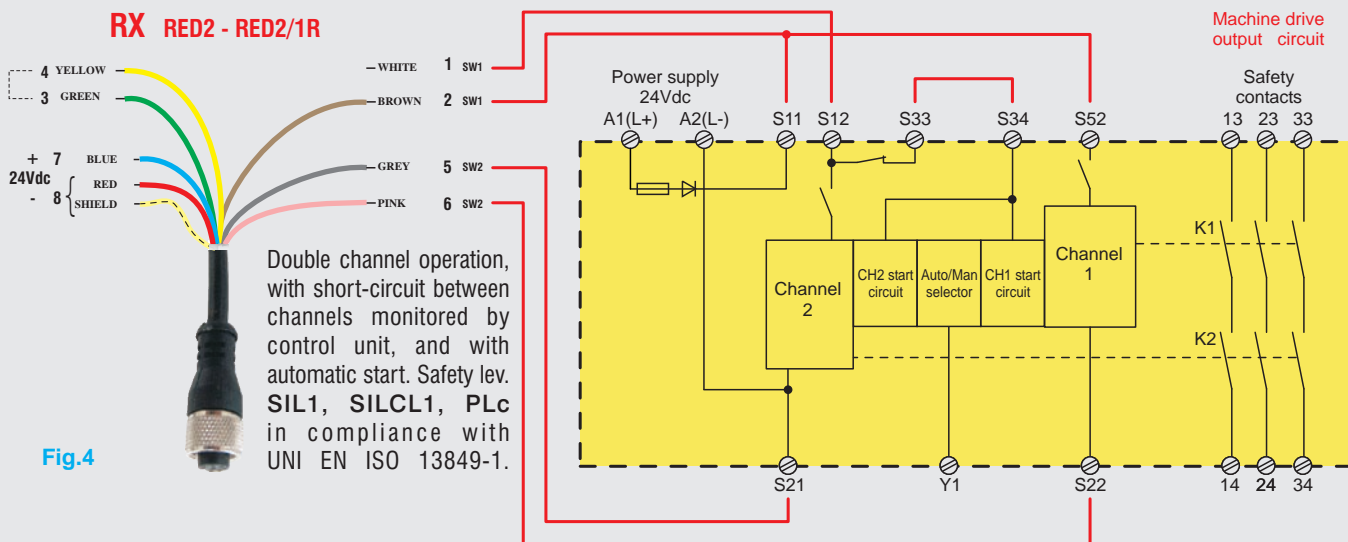 RX RED2 - RED2/1R
4 YELLOW
3 GREEN
+ 7 BLUE
24Vdc
RED
- 8
SHIELD
WHITE 1 SW1
BROWN 2 SW1
GREY 5 SW2
PINK 6 SW2
Double channel operation,
with short-circuit between
channels monitored by
control unit, and with
automatic start. Safety lev.
SIL1, SILCL1, PLc
in compliance with
UNI EN ISO 13849-1.
Fig.4
Machine drive
output circuit
Power supply
24Vdc
Safety
contacts
A1(L+) A2(L-) S11 S12 S33 S34 S52 13 23 33
K1
Channel
2
CH2 start
circuit
Auto/Man
selector
CH1 start
circuit
Channel
1
K2
S21 Y1 S22 14 24 34